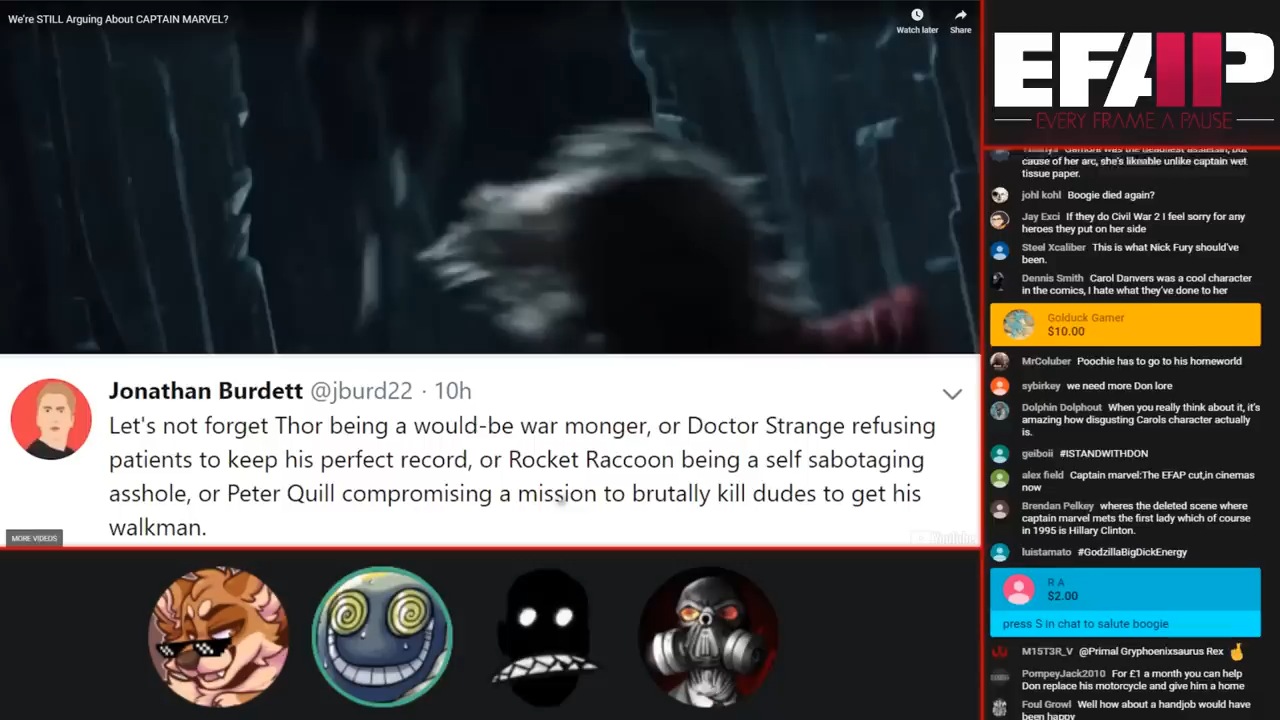 We're STILL Arguing About CAPTAIN MARVEL?
Watch later
Share
Jonathan Burdett @jburd22 · 10h
Let's not forget Thor being a would-be war monger, or Doctor Strange refusing
patients to keep his perfect record, or Rocket Raccoon being a self sabotaging
asshole, or Peter Quill compromising a mission to brutally kill dudes to get his
walkman.
MORE VIDEOS
YouTube
EFAP
EVERY FRAME A PAUSE
Gamora was the deadliest assassin, but
cause of her arc, she's likeable unlike captain wet
tissue paper.
johl kohl Boogie died again?
Jay Exci If they do Civil War 2 I feel sorry for any
heroes they put on her side
Steel Xcaliber This is what Nick Fury should've
been.
Dennis Smith Carol Danvers was a cool character
in the comics, I hate what they've done to her
Golduck Gamer
$10.00
MrColuber Poochie has to go to his homeworld
sybirkey we need more Don lore
Dolphin Dolphout When you really think about it, it's
amazing how disgusting Carols character actually
is.
geiboii #ISTANDWITHDON
alex field Captain marvel:The EFAP cut,in cinemas
now
Brendan Pelkey wheres the deleted scene where
captain marvel mets the first lady which of course
in 1995 is Hillary Clinton.
luistamato #GodzillaBigDickEnergy
R A
$2.00
press S in chat to salute boogie
M15T3R_V @Primal Gryphoenixsaurus Rex
PompeyJack2010 For £1 a month you can help
Don replace his motorcycle and give him a home
Foul Growl Well how about a handjob would have
been happy